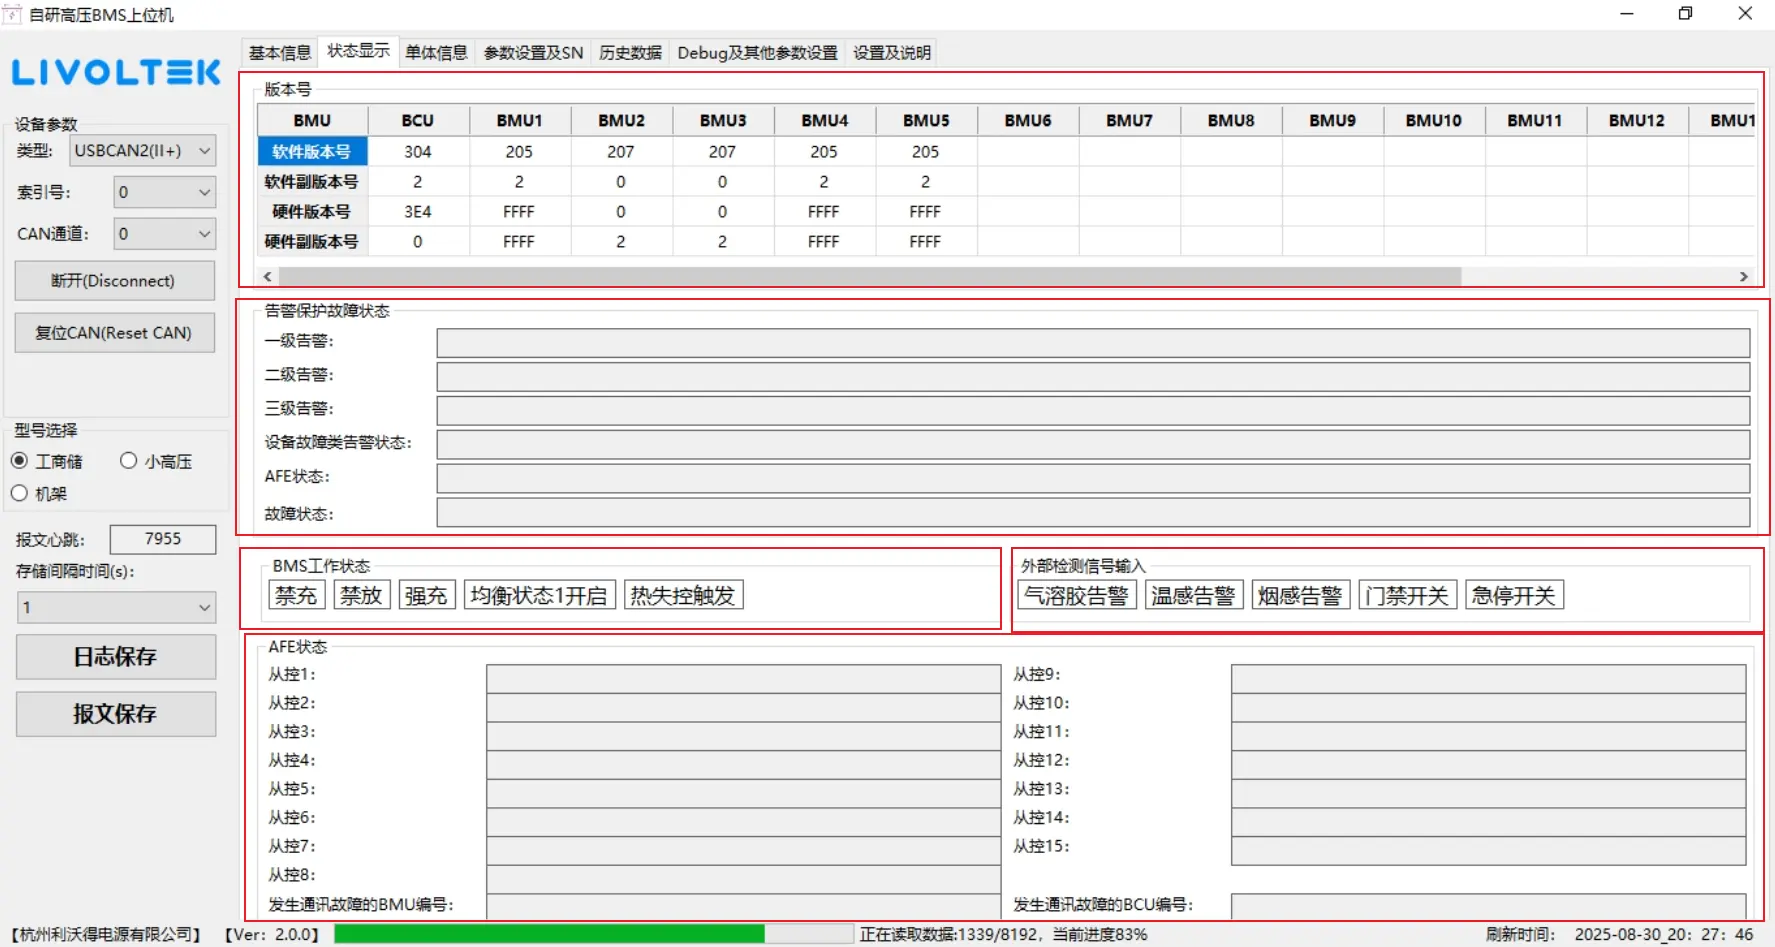 自研高压BMS上位机
LIVOLTEK
基本信息 状态显示 单体信息 参数设置及SN 历史数据 Debug及其他参数设置 设置及说明
设备参数
类型: USBCAN2(II+)
索引号: 0
CAN通道: 0
断开(Disconnect)
复位CAN(Reset CAN)
型号选择
工商储 小高压
机架
报文心跳: 7955
存储间隔时间(s):
1
日志保存
报文保存
版本号
BMU BCU BMU1 BMU2 BMU3 BMU4 BMU5 BMU6 BMU7 BMU8 BMU9 BMU10 BMU11 BMU12 BMU1
软件版本号 304 205 207 207 205 205
软件副版本号 2 2 0 0 2 2
硬件版本号 3E4 FFFF 0 0 FFFF FFFF
硬件副版本号 0 FFFF 2 2 FFFF FFFF
告警保护故障状态
一级告警:
二级告警:
三级告警:
设备故障类告警状态:
AFE状态:
故障状态:
BMS工作状态
禁充 禁放 强充 均衡状态1开启 热失控触发
外部检测信号输入
气溶胶告警 温感告警 烟感告警 门禁开关 急停开关
AFE状态
从控1: 从控9:
从控2: 从控10:
从控3: 从控11:
从控4: 从控12:
从控5: 从控13:
从控6: 从控14:
从控7: 从控15:
从控8:
发生通讯故障的BMU编号: 发生通讯故障的BCU编号:
【杭州利沃得电源有限公司】 【Ver: 2.0.0】 正在读取数据:1339/8192, 当前进度83% 刷新时间: 2025-08-30_20: 27: 46